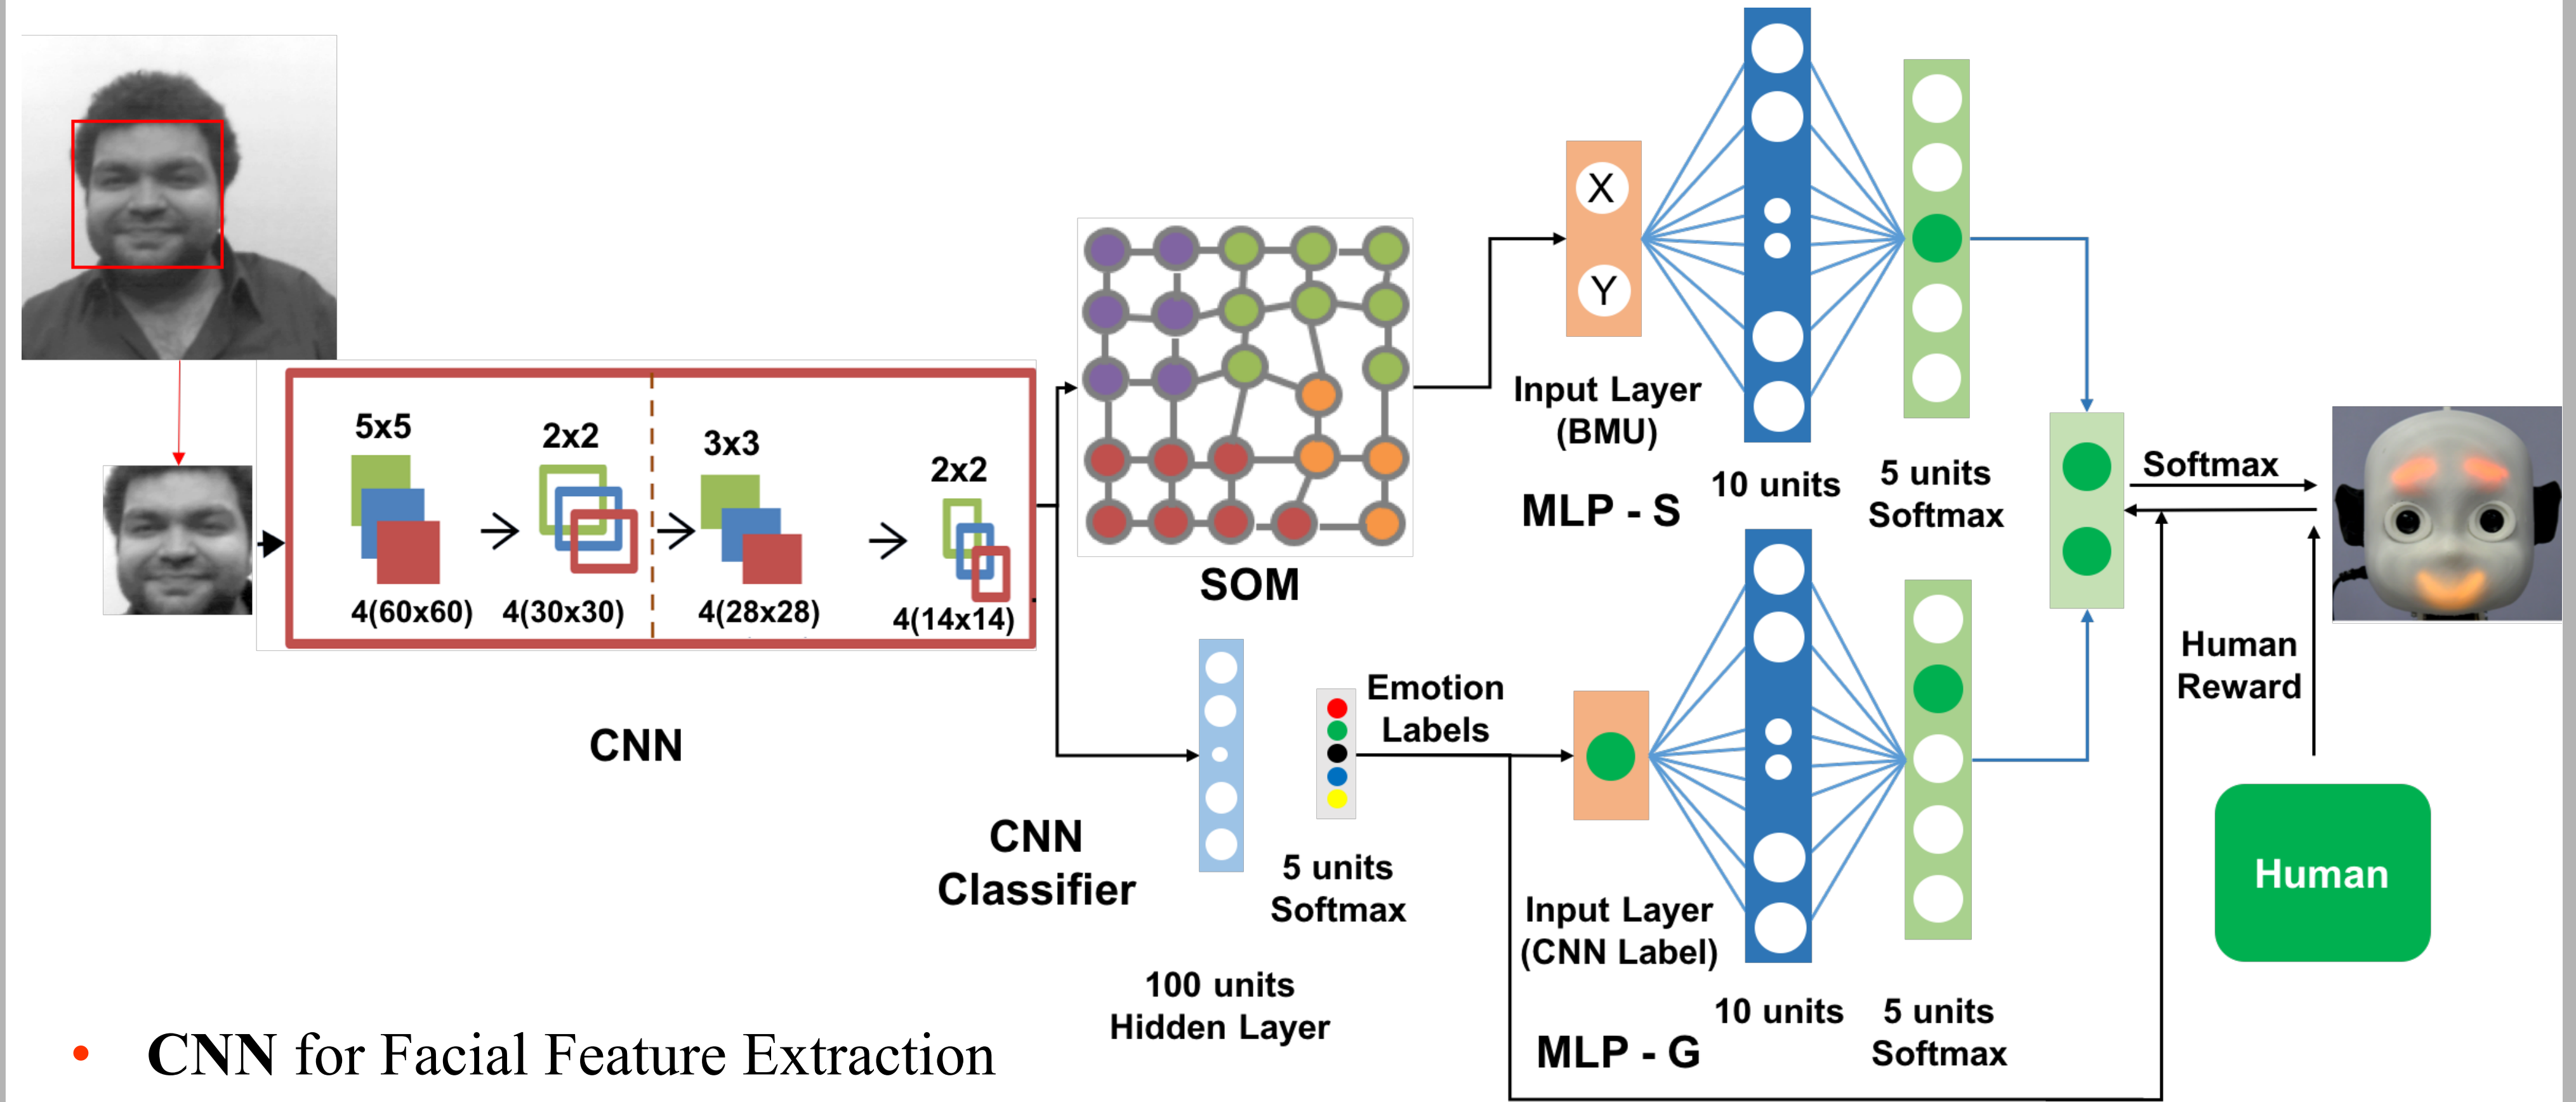 5x5
2x2
3x3
2x2
4(60x60)
4(30x30)
4(28x28)
4(14x14)
CNN
SOM
X
Y
Input Layer
(BMU)
MLP - S
10 units
5 units
Softmax
Softmax
Human
Reward
Human
Emotion
Labels
CNN
Classifier
5 units
Softmax
100 units
Hidden Layer
Input Layer
(CNN Label)
MLP - G
10 units
5 units
Softmax
• CNN for Facial Feature Extraction